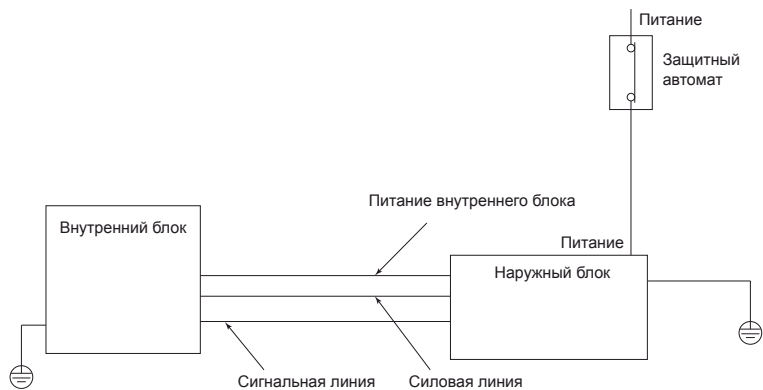 Питание
Защитный
автомат
Питание внутреннего блока
Внутренний блок
Питание
Наружный блок
Сигнальная линия
Силовая линия